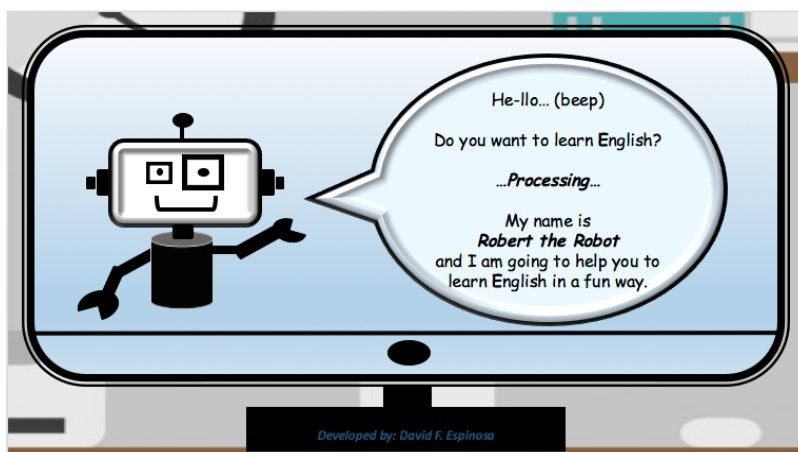 He-llo... (beep)
Do you want to learn English?
...Processing...
My name is
Robert the Robot
and I am going to help you to
learn English in a fun way.
Developed by: David F. Espinosa